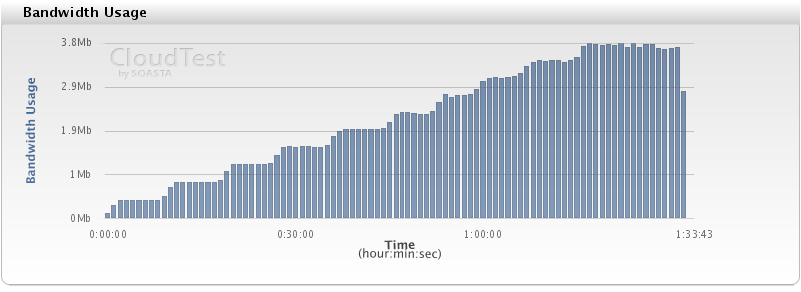 Bandwidth Usage
3.8Mb
CloudTest
by SOASTA
2.9Mb
Bandwidth Usage
1.9Mb
1 Mb
0 Mb
0:00:00
0:30:00
1:00:00
1:33:43
Time
(hour:min:sec)